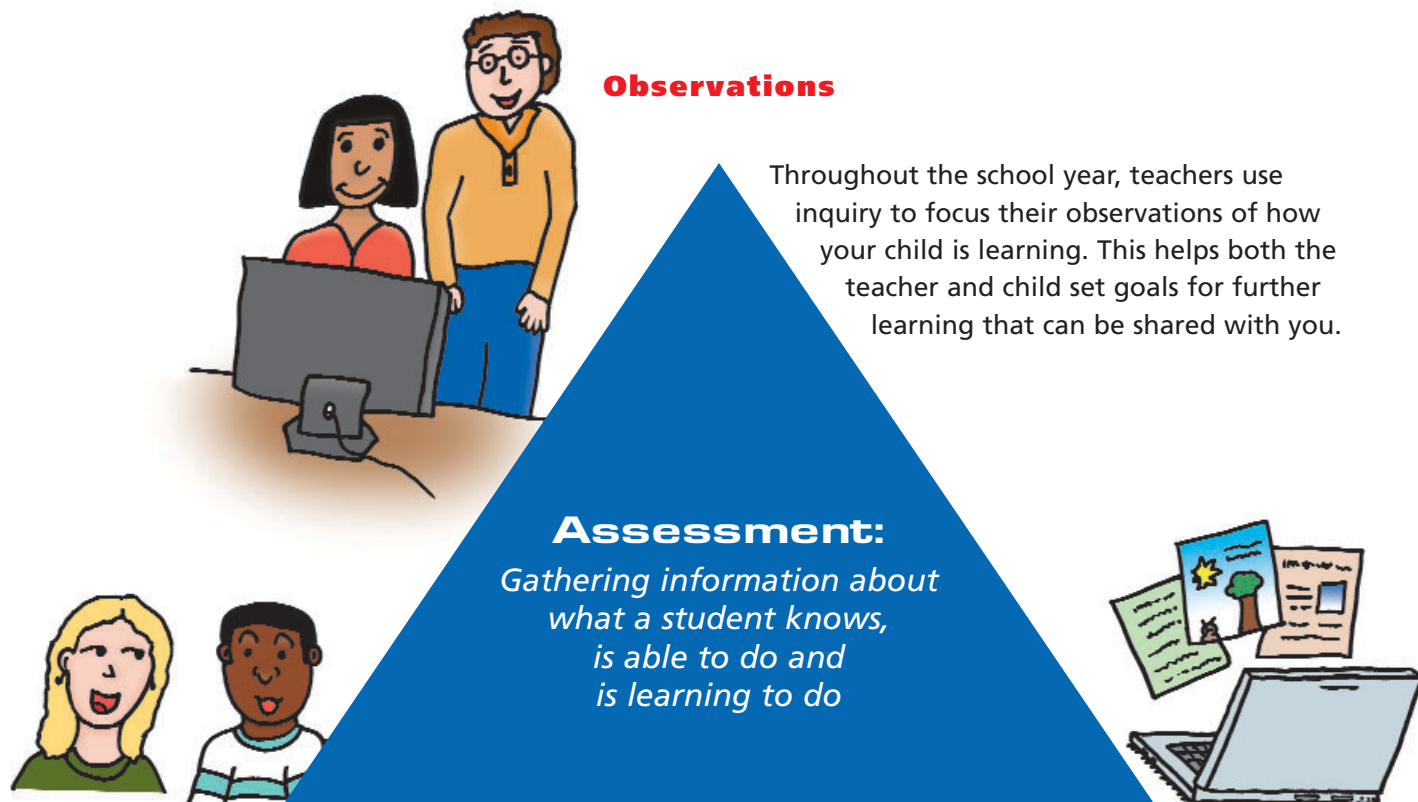 Observations
Throughout the school year, teachers use
inquiry to focus their observations of how
your child is learning. This helps both the
teacher and child set goals for further
learning that can be shared with you.
Assessment:
Gathering information about
what a student knows,
is able to do and
is learning to do